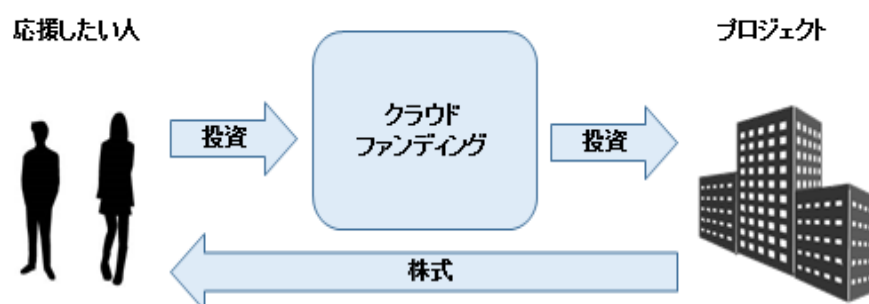 応援したい人
プロジェクト
投資
クラウド
ファンディング
投資
株式